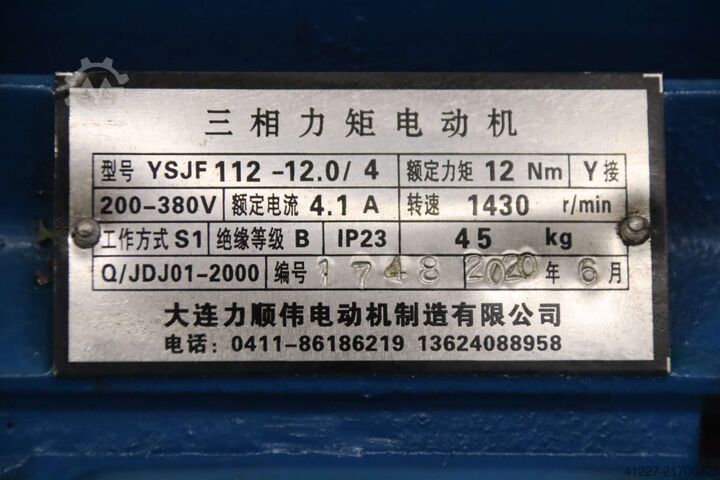 三相力矩电动机
型号 YSJF 112-12.0/4 额定力矩 12 Nm Y 接
200-380V 额定电流 4.1 A 转速 1430 r/min
工作方式 S1 绝缘等级 B IP23 45 kg
Q/JDJ01-2000 编号 1748 2020 年 6 月
大连力顺伟电动机制造有限公司
电话: 0411-86186219 13624088958
41227-21700423